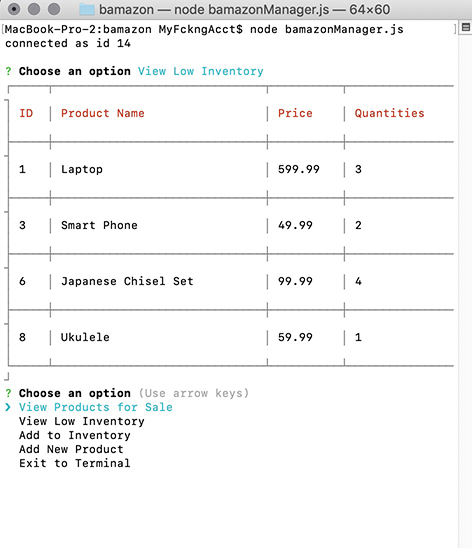 bamazon — node bamazonManager.js — 64×60
[MacBook-Pro-2:bamazon MyFckngAcct$ node bamazonManager.js ]
connected as id 14
? Choose an option View Low Inventory
ID Product Name Price Quantities
1 Laptop 599.99 3
3 Smart Phone 49.99 2
6 Japanese Chisel Set 99.99 4
8 Ukulele 59.99 1
? Choose an option (Use arrow keys)
❯ View Products for Sale
View Low Inventory
Add to Inventory
Add New Product
Exit to Terminal